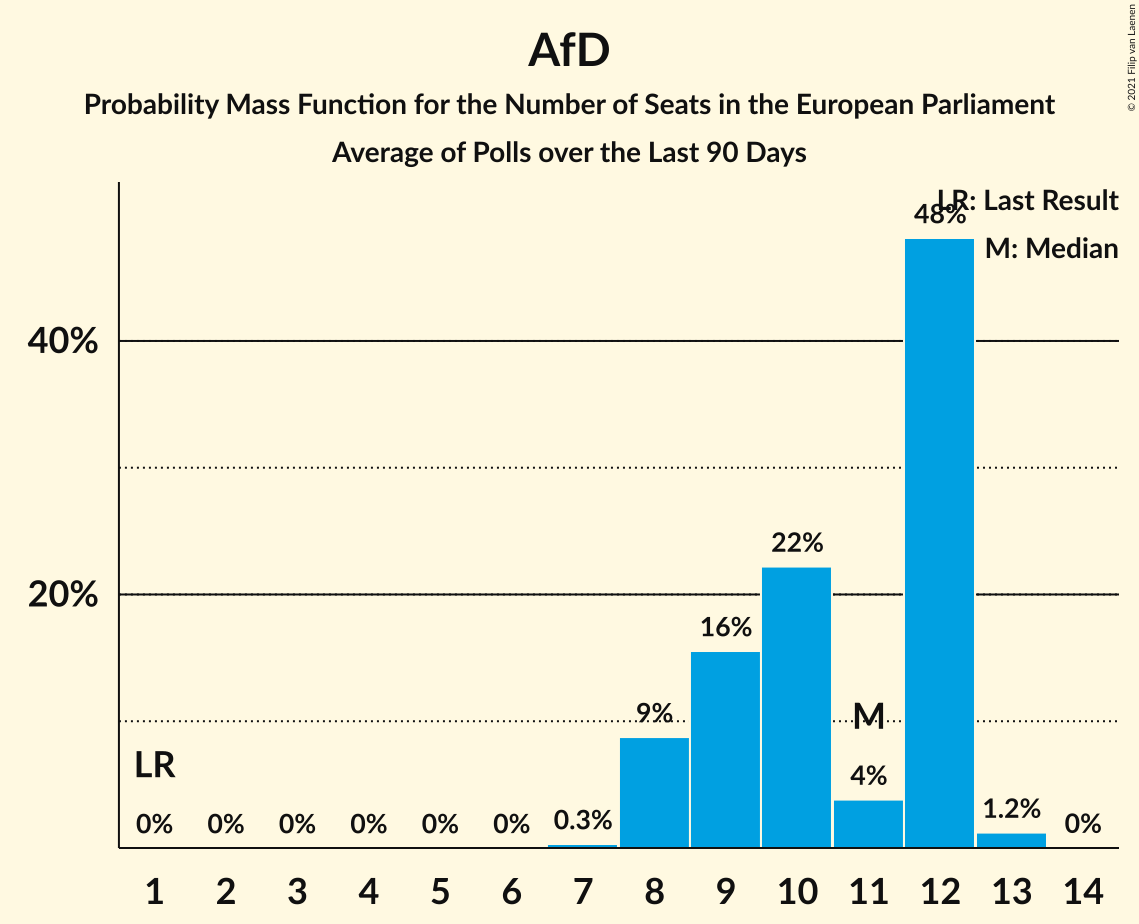 AfD
Probability Mass Function for the Number of Seats in the European Parliament
Average of Polls over the Last 90 Days
© 2021 Filip van Laenen
LR: Last Result
M: Median
48%
40%
22%
20%
16%
9%
M
LR
4%
0% 0% 0% 0% 0% 0% 0.3% 1.2% 0%
1 2 3 4 5 6 7 8 9 10 11 12 13 14